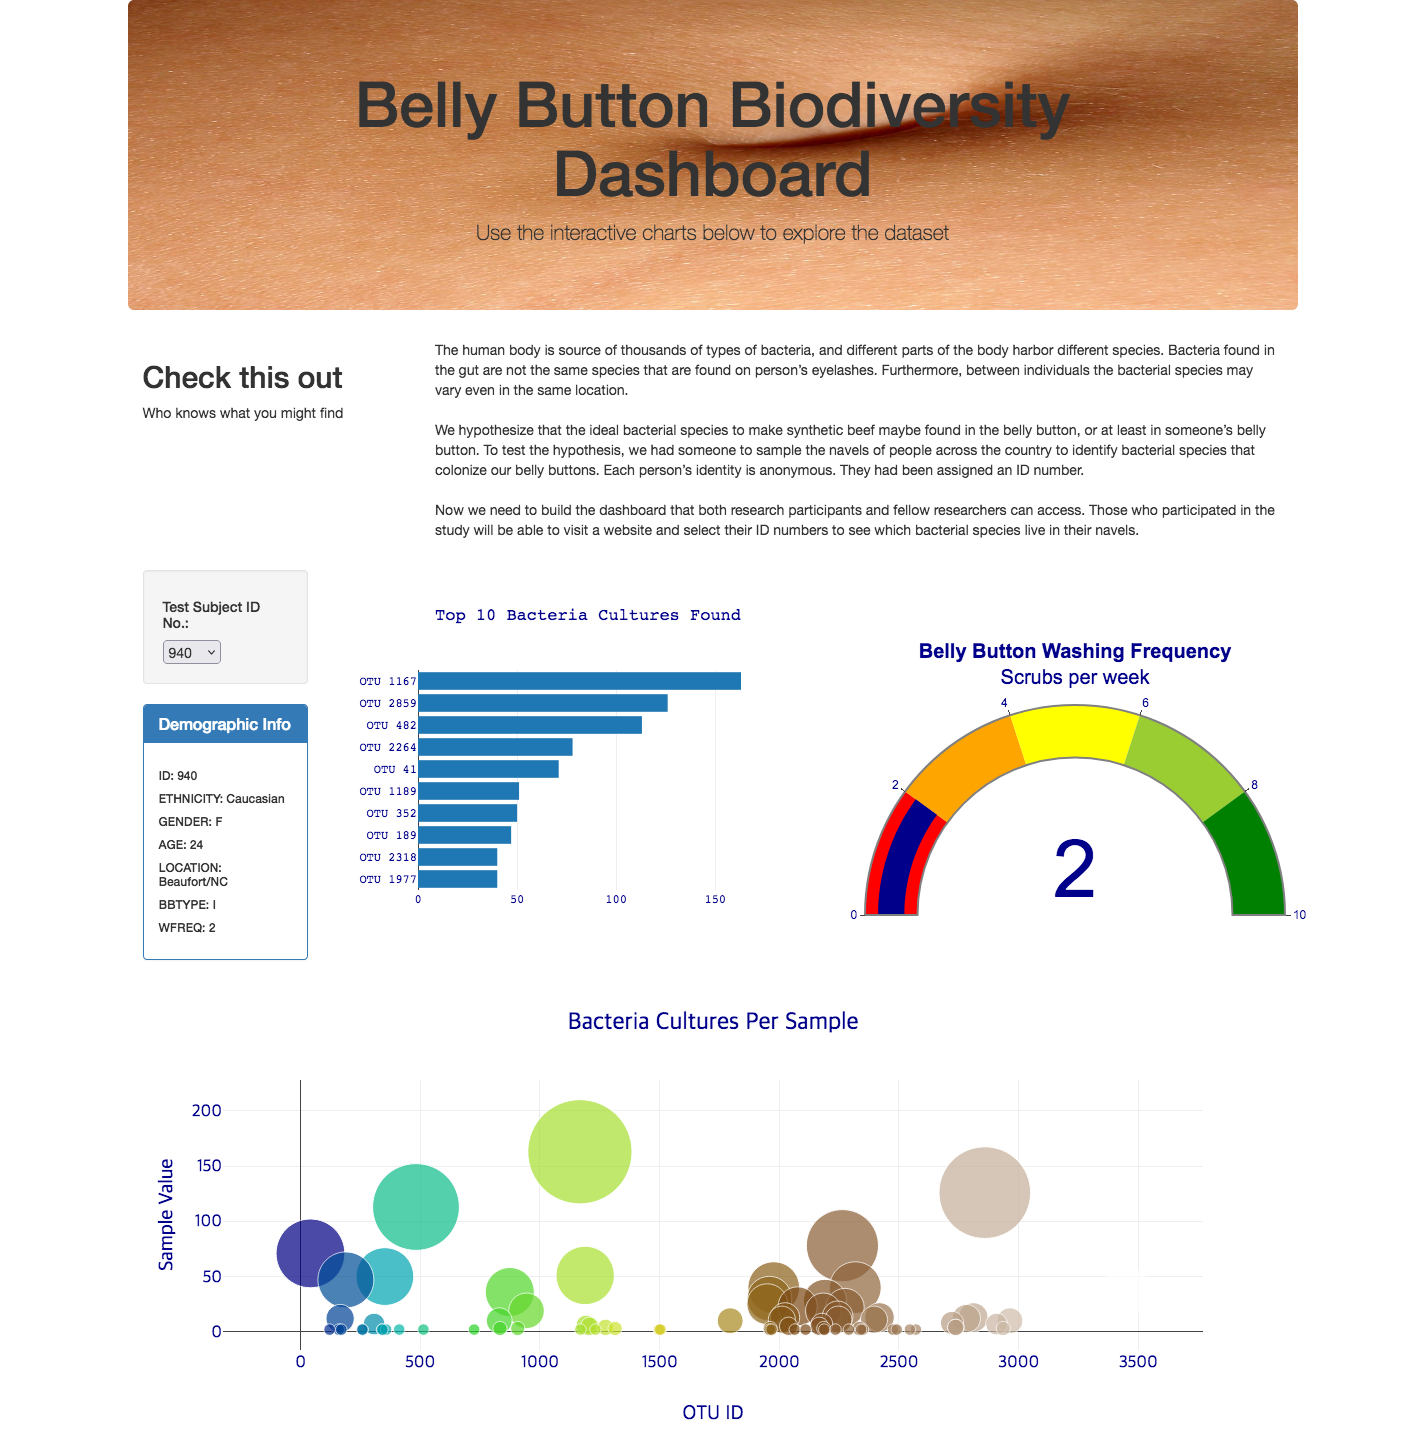 Belly Button Biodiversity
Dashboard
Use the interactive charts below to explore the dataset
Check this out
Who knows what you might find
The human body is source of thousands of types of bacteria, and different parts of the body harbor different species. Bacteria found in
the gut are not the same species that are found on person’s eyelashes. Furthermore, between individuals the bacterial species may
vary even in the same location.
We hypothesize that the ideal bacterial species to make synthetic beef maybe found in the belly button, or at least in someone’s belly
button. To test the hypothesis, we had someone to sample the navels of people across the country to identify bacterial species that
colonize our belly buttons. Each person’s identity is anonymous. They had been assigned an ID number.
Now we need to build the dashboard that both research participants and fellow researchers can access. Those who participated in the
study will be able to visit a website and select their ID numbers to see which bacterial species live in their navels.
Test Subject ID
No.:
940
Demographic Info
ID: 940
ETHNICITY: Caucasian
GENDER: F
AGE: 24
LOCATION:
Beaufort/NC
BBTYPE: I
WFREQ: 2
Top 10 Bacteria Cultures Found
OTU 1167
OTU 2859
OTU 482
OTU 2264
OTU 41
OTU 1189
OTU 352
OTU 189
OTU 2318
OTU 1977
0 50 100 150
Belly Button Washing Frequency
Scrubs per week
4 6
2 8
2
0 10
Bacteria Cultures Per Sample
Sample Value
200
150
100
50
0
0 500 1000 1500 2000 2500 3000 3500
OTU ID